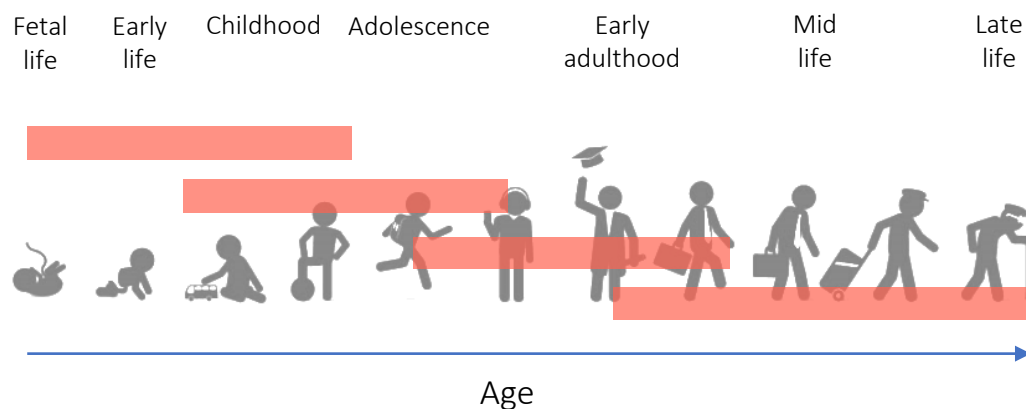 Fetal
life
Early
life
Childhood
Adolescence
Early
adulthood
Mid
life
Late
life
Age